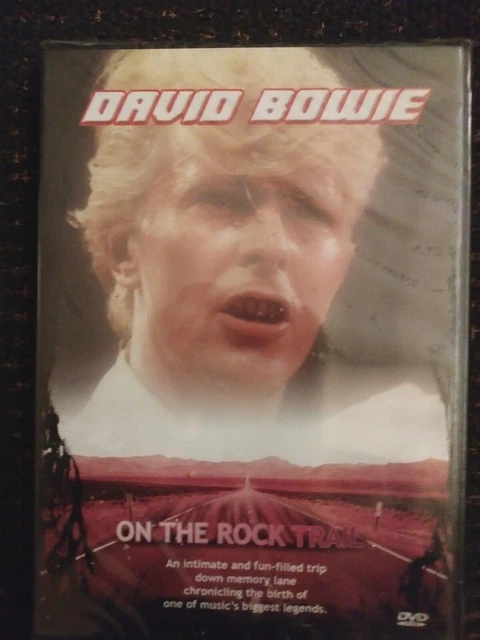 DAVID BOWIE
ON THE ROCK TRAIL
An intimate and fun-filled trip
down memory lane
chronicling the birth of
one of music's biggest legends.
DVD